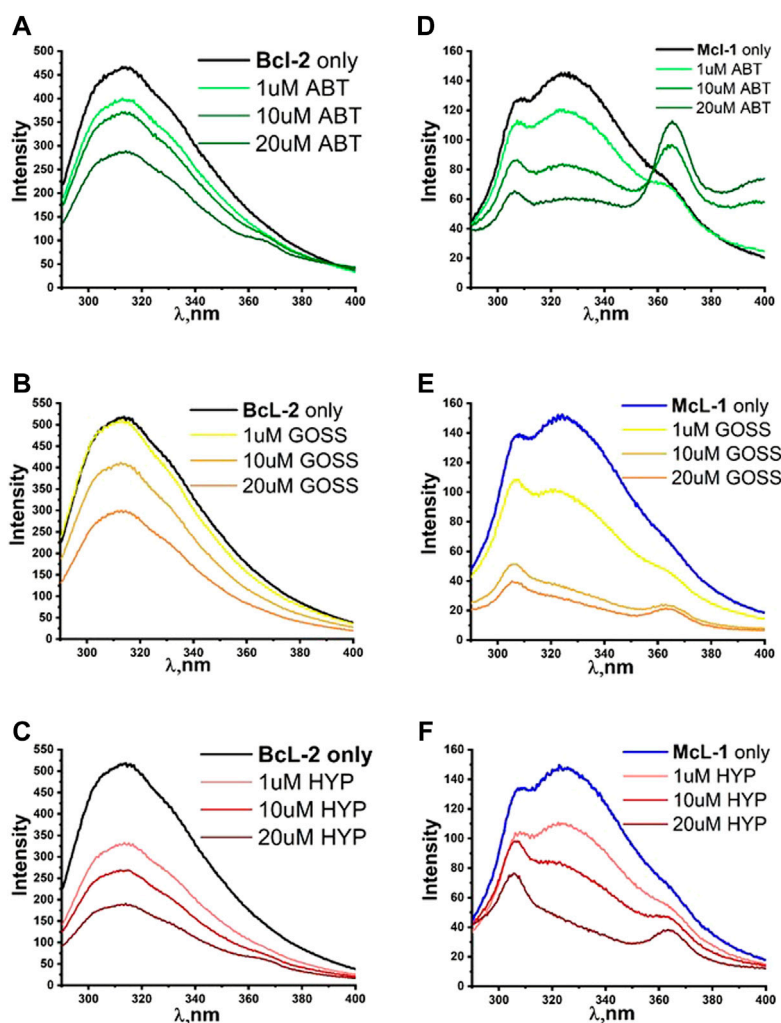 A
Bcl-2 only
1uM ABT
10uM ABT
20uM ABT
Intensity
500
450
400
350
300
250
200
150
100
50
0
300 320 340 360 380 400
λ,nm
D
Mcl-1 only
1uM ABT
10uM ABT
20uM ABT
Intensity
160
140
120
100
80
60
40
20
0
300 320 340 360 380 400
λ,nm
B
BcL-2 only
1uM GOSS
10uM GOSS
20uM GOSS
Intensity
550
500
450
400
350
300
250
200
150
100
50
0
300 320 340 360 380 400
λ,nm
E
McL-1 only
1uM GOSS
10uM GOSS
20uM GOSS
Intensity
160
140
120
100
80
60
40
20
0
300 320 340 360 380 400
λ,nm
C
BcL-2 only
1uM HYP
10uM HYP
20uM HYP
Intensity
550
500
450
400
350
300
250
200
150
100
50
0
300 320 340 360 380 400
λ,nm
F
McL-1 only
1uM HYP
10uM HYP
20uM HYP
Intensity
160
140
120
100
80
60
40
20
0
300 320 340 360 380 400
λ,nm